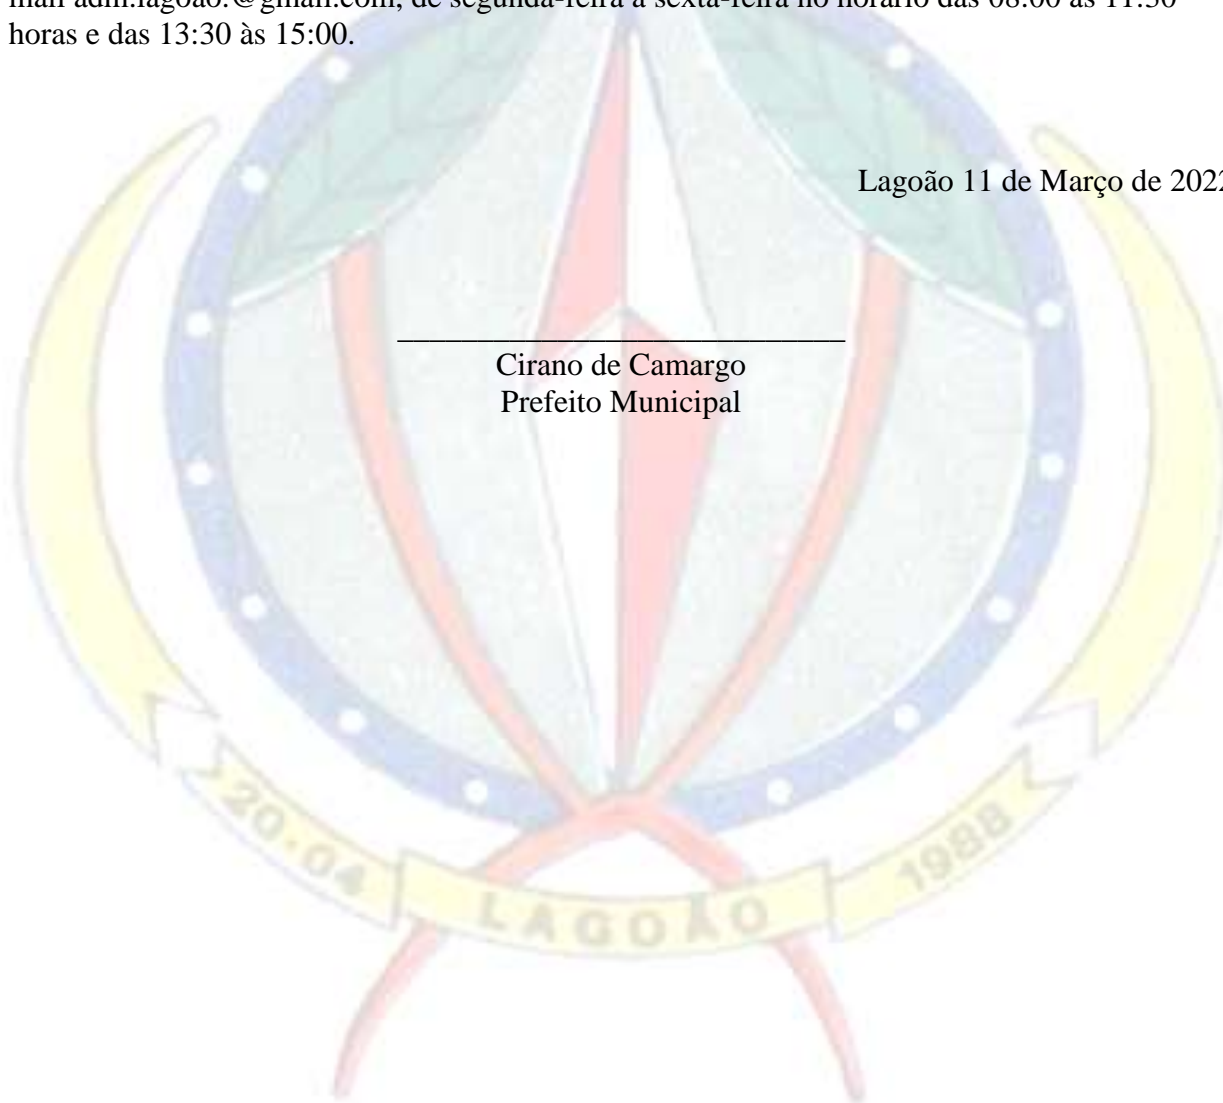 mail adm.lagoao.@gmail.com, de segunda-feira a sexta-feira no horário das 08:00 às 11:30
horas e das 13:30 às 15:00.
Lagoão 11 de Março de 2022
Cirano de Camargo
Prefeito Municipal
20.04
LAGOÃO
1988